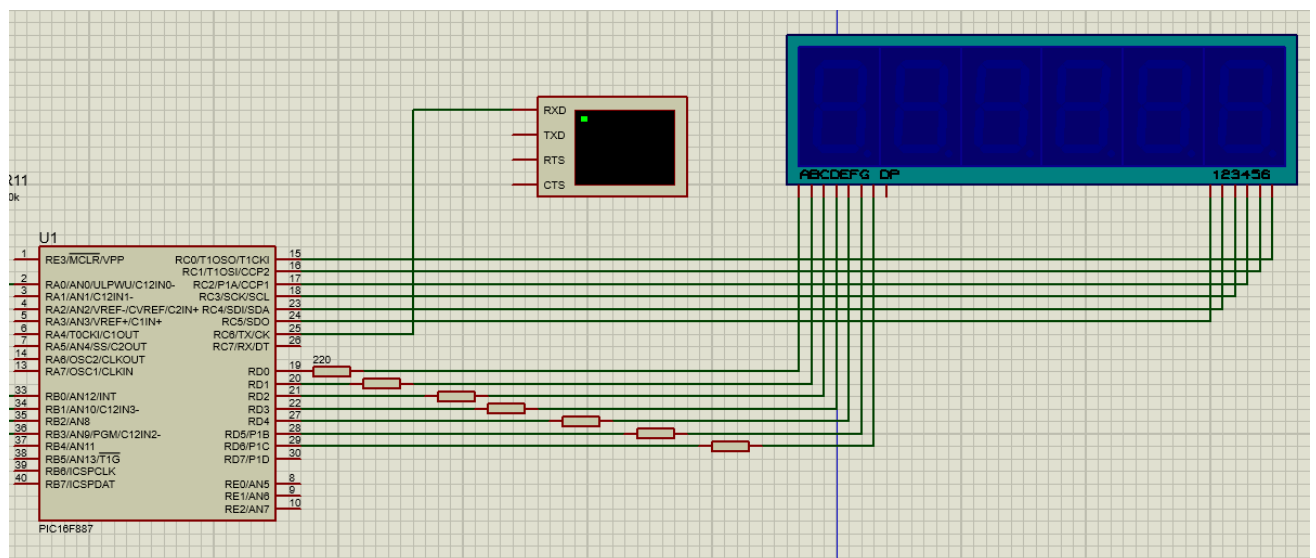 R11
0k
U1
1 RE3/MCLR/VPP RC0/T1OSO/T1CKI 15
RC1/T1OSI/CCP2 16
2 RA0/AN0/ULPWU/C12IN0- RC2/P1A/CCP1 17
3 RA1/AN1/C12IN1- RC3/SCK/SCL 18
4 RA2/AN2/VREF-/CVREF/C2IN+ RC4/SDI/SDA 23
5 RA3/AN3/VREF+/C1IN+ RC5/SDO 24
6 RA4/T0CKI/C1OUT RC6/TX/CK 25
7 RA5/AN4/SS/C2OUT RC7/RX/DT 26
14 RA6/OSC2/CLKOUT
13 RA7/OSC1/CLKIN RD0 19 220
RD1 20
33 RB0/AN12/INT RD2 21
34 RB1/AN10/C12IN3- RD3 22
35 RB2/AN8 RD4 27
36 RB3/AN9/PGM/C12IN2- RD5/P1B 28
37 RB4/AN11 RD6/P1C 29
38 RB5/AN13/T1G RD7/P1D 30
39 RB6/ICSPCLK
40 RB7/ICSPDAT RE0/AN5 8
RE1/AN6 9
RE2/AN7 10
PIC16F887
RXD
TXD
RTS
CTS
ABCDEFG DP 123456